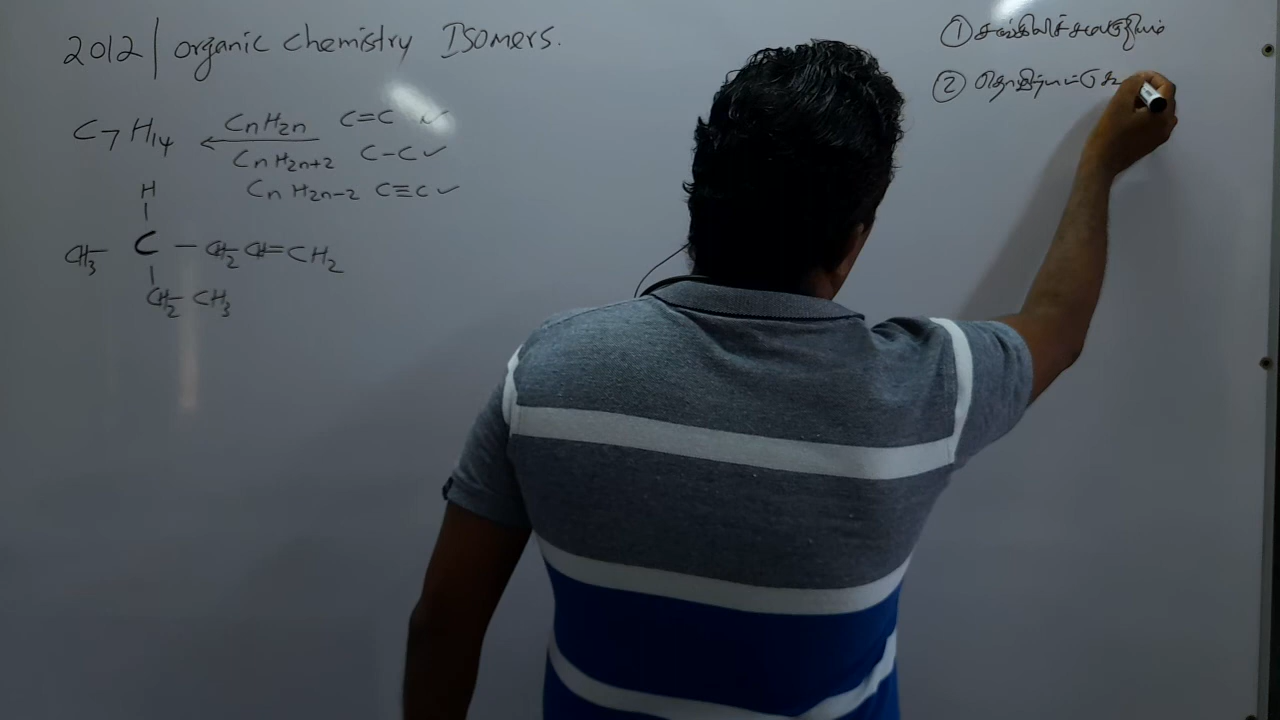 2012 | organic chemistry Isomers.
C7H14 ← CnH2n C=C ✓
CnH2n+2 C-C ✓
CnH2n-2 C≡C ✓
H
|
CH3- C - CH2 CH=CH2
|
CH2- CH3
① சங்கிலிச்சமபகுதியம்
② தொழிற்பாட்டு